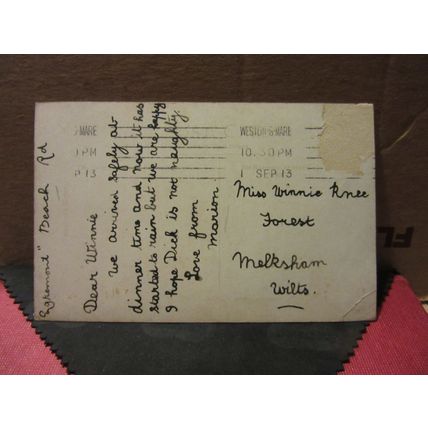 Egremont" Beach Rd
Dear Winnie
We arrived safely at
dinner time and now it has
started to rain but we are happy
I hope Dick is not naughty
Love from
Marion
-MARE
PM
P 13
WESTON-S-MARE
10.30 PM
1 SEP 13
Miss Winnie Knee
Forest
Melksham
Wilts.
FL